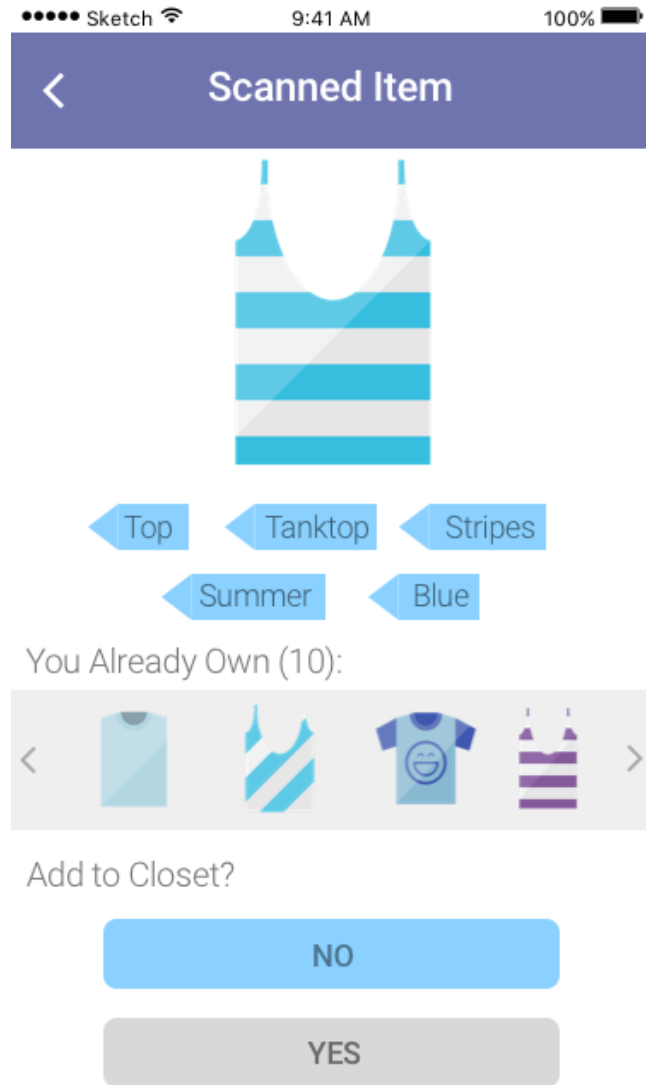 Sketch 9:41 AM 100%
Scanned Item
Top Tanktop Stripes
Summer Blue
You Already Own (10):
Add to Closet?
NO
YES